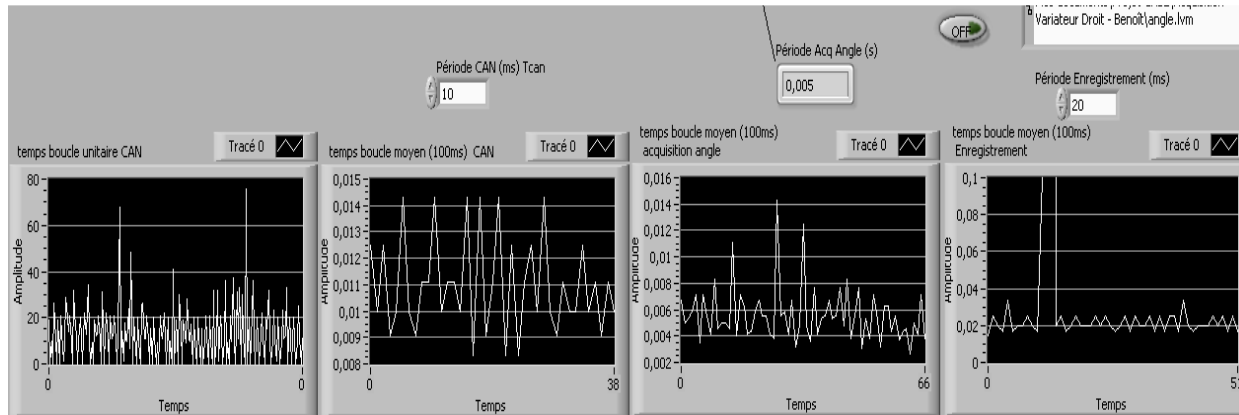 Variateur Droit - Benoît\angle.lvm
OFF
Période Acq Angle (s)
0,005
Période CAN (ms) Tcan
10
Période Enregistrement (ms)
20
temps boucle unitaire CAN
Tracé 0
80
60
40
20
0
Amplitude
0
0
Temps
temps boucle moyen (100ms) CAN
Tracé 0
0,015
0,014
0,013
0,012
0,011
0,01
0,009
0,008
Amplitude
0
38
Temps
temps boucle moyen (100ms)
acquisition angle
Tracé 0
0,016
0,014
0,012
0,01
0,008
0,006
0,004
0,002
Amplitude
0
66
Temps
temps boucle moyen (100ms)
Enregistrement
Tracé 0
0,1
0,08
0,06
0,04
0,02
0
Amplitude
0
51
Temps